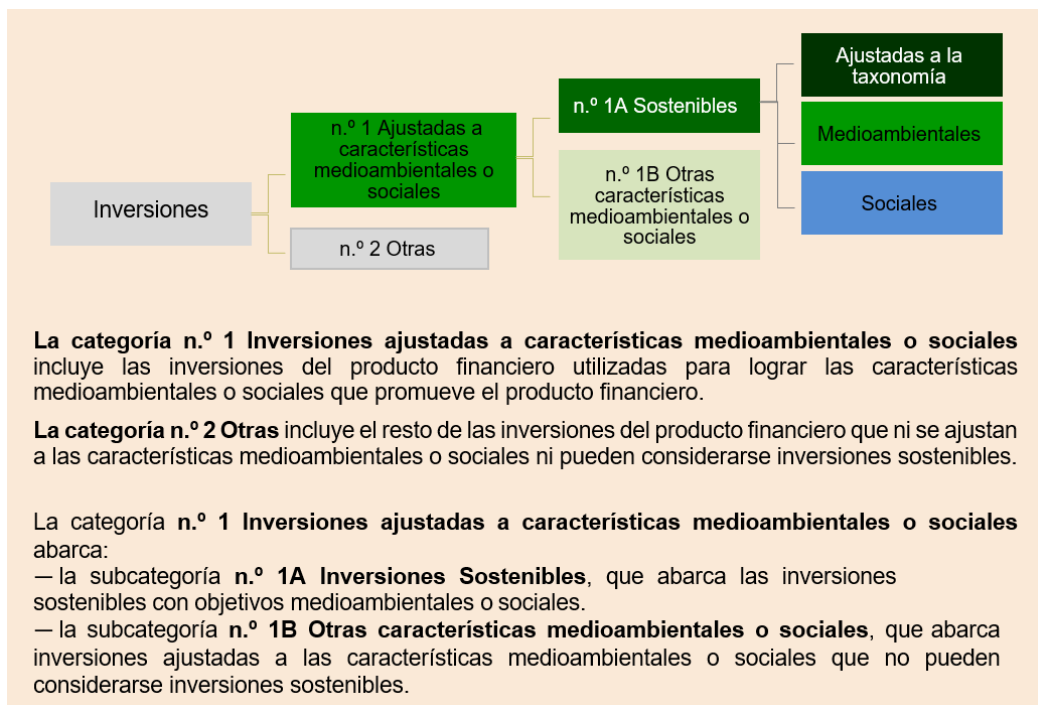 Inversiones
n.º 1 Ajustadas a
características
medioambientales o
sociales
n.º 2 Otras
n.º 1A Sostenibles
n.º 1B Otras
características
medioambientales o
sociales
Ajustadas a la
taxonomía
Medioambientales
Sociales
La categoría n.º 1 Inversiones ajustadas a características medioambientales o sociales
incluye las inversiones del producto financiero utilizadas para lograr las características
medioambientales o sociales que promueve el producto financiero.
La categoría n.º 2 Otras incluye el resto de las inversiones del producto financiero que ni se ajustan
a las características medioambientales o sociales ni pueden considerarse inversiones sostenibles.
La categoría n.º 1 Inversiones ajustadas a características medioambientales o sociales
abarca:
— la subcategoría n.º 1A Inversiones Sostenibles, que abarca las inversiones
sostenibles con objetivos medioambientales o sociales.
— la subcategoría n.º 1B Otras características medioambientales o sociales, que abarca
inversiones ajustadas a las características medioambientales o sociales que no pueden
considerarse inversiones sostenibles.